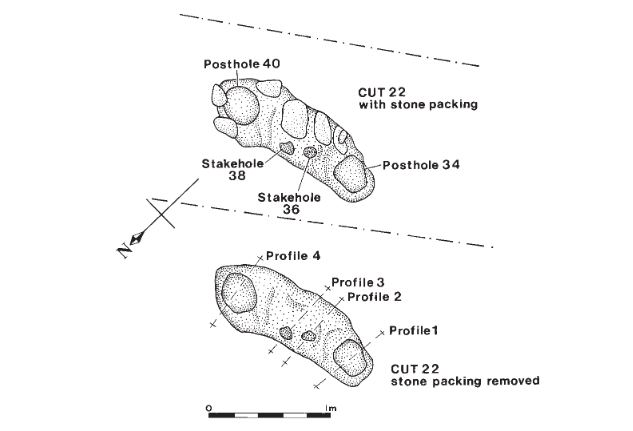 Posthole 40
CUT 22
with stone packing
Posthole 34
Stakehole
38
Stakehole
36
N
Profile 4
Profile 3
Profile 2
Profile 1
CUT 22
stone packing removed
0 1m